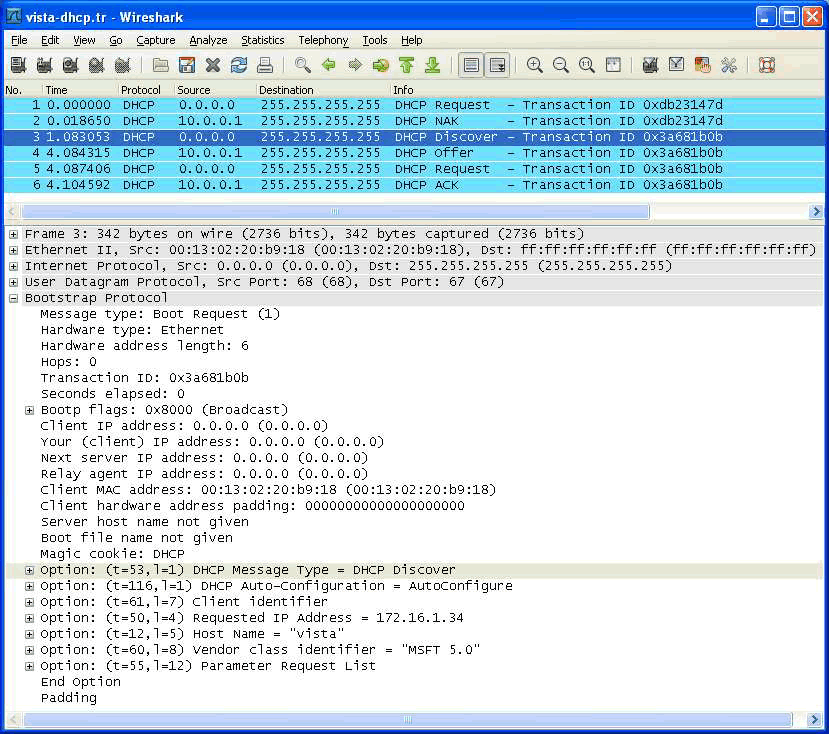 vista-dhcp.tr - Wireshark
File Edit View Go Capture Analyze Statistics Telephony Tools Help
No. Time Protocol Source Destination Info
1 0.000000 DHCP 0.0.0.0 255.255.255.255 DHCP Request – Transaction ID 0xdb23147d
2 0.018650 DHCP 10.0.0.1 255.255.255.255 DHCP NAK – Transaction ID 0xdb23147d
3 1.083053 DHCP 0.0.0.0 255.255.255.255 DHCP Discover – Transaction ID 0x3a681b0b
4 4.084315 DHCP 10.0.0.1 255.255.255.255 DHCP Offer – Transaction ID 0x3a681b0b
5 4.087406 DHCP 0.0.0.0 255.255.255.255 DHCP Request – Transaction ID 0x3a681b0b
6 4.104592 DHCP 10.0.0.1 255.255.255.255 DHCP ACK – Transaction ID 0x3a681b0b
Frame 3: 342 bytes on wire (2736 bits), 342 bytes captured (2736 bits)
Ethernet II, Src: 00:13:02:20:b9:18 (00:13:02:20:b9:18), Dst: ff:ff:ff:ff:ff:ff (ff:ff:ff:ff:ff:ff)
Internet Protocol, Src: 0.0.0.0 (0.0.0.0), Dst: 255.255.255.255 (255.255.255.255)
User Datagram Protocol, Src Port: 68 (68), Dst Port: 67 (67)
Bootstrap Protocol
Message type: Boot Request (1)
Hardware type: Ethernet
Hardware address length: 6
Hops: 0
Transaction ID: 0x3a681b0b
Seconds elapsed: 0
Bootp flags: 0x8000 (Broadcast)
Client IP address: 0.0.0.0 (0.0.0.0)
Your (client) IP address: 0.0.0.0 (0.0.0.0)
Next server IP address: 0.0.0.0 (0.0.0.0)
Relay agent IP address: 0.0.0.0 (0.0.0.0)
Client MAC address: 00:13:02:20:b9:18 (00:13:02:20:b9:18)
Client hardware address padding: 00000000000000000000
Server host name not given
Boot file name not given
Magic cookie: DHCP
Option: (t=53,l=1) DHCP Message Type = DHCP Discover
Option: (t=116,l=1) DHCP Auto-Configuration = AutoConfigure
Option: (t=61,l=7) Client identifier
Option: (t=50,l=4) Requested IP Address = 172.16.1.34
Option: (t=12,l=5) Host Name = "vista"
Option: (t=60,l=8) Vendor class identifier = "MSFT 5.0"
Option: (t=55,l=12) Parameter Request List
End Option
Padding